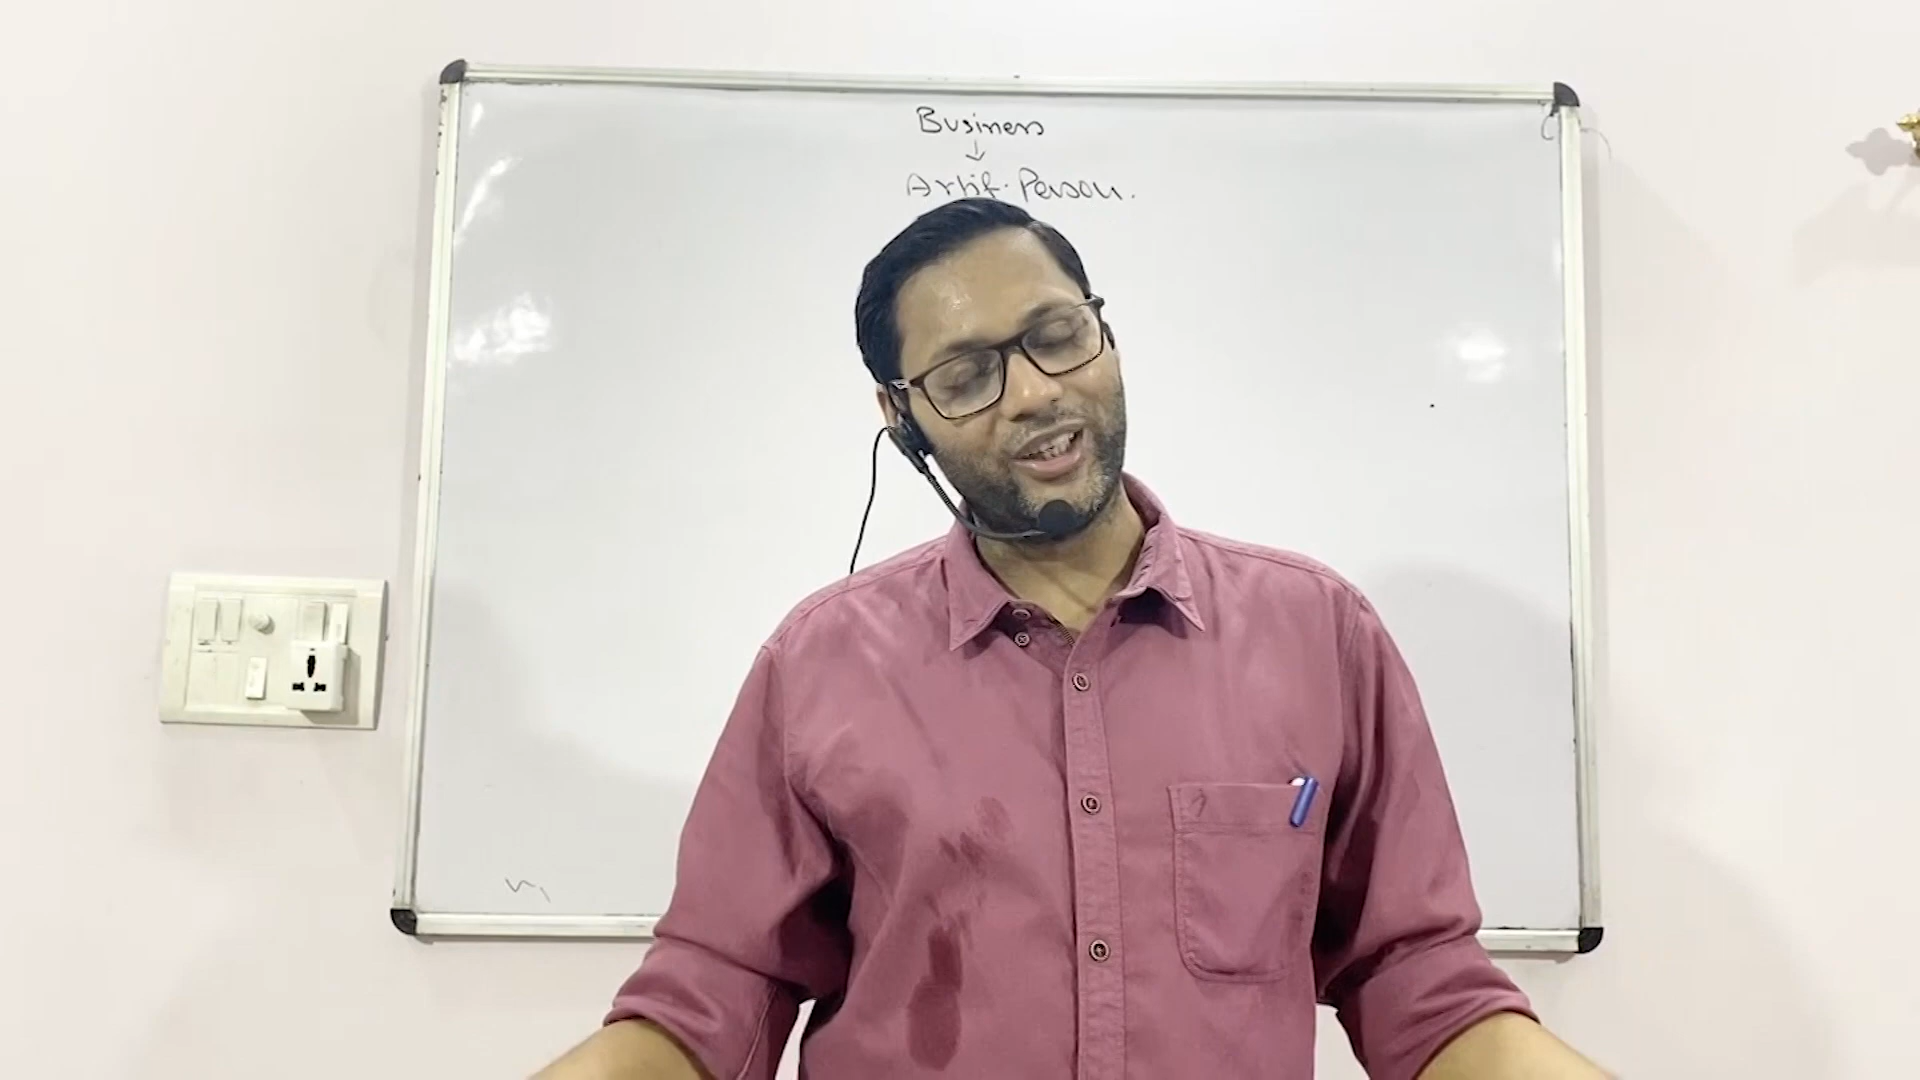 Business
↓
Artif. Person.